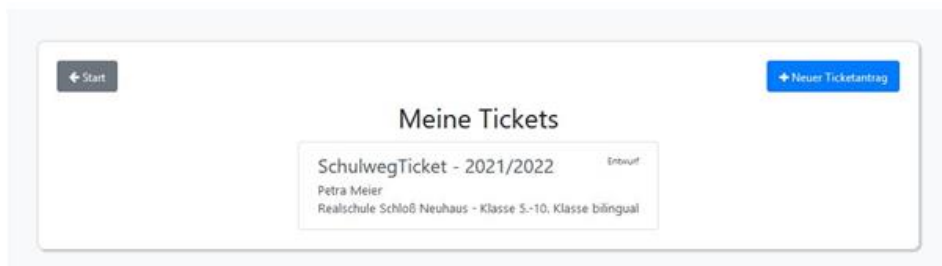 Start
Neuer Ticketantrag
Meine Tickets
SchulwegTicket - 2021/2022
Entwurf
Petra Meier
Realschule Schloß Neuhaus - Klasse 5.-10. Klasse bilingual